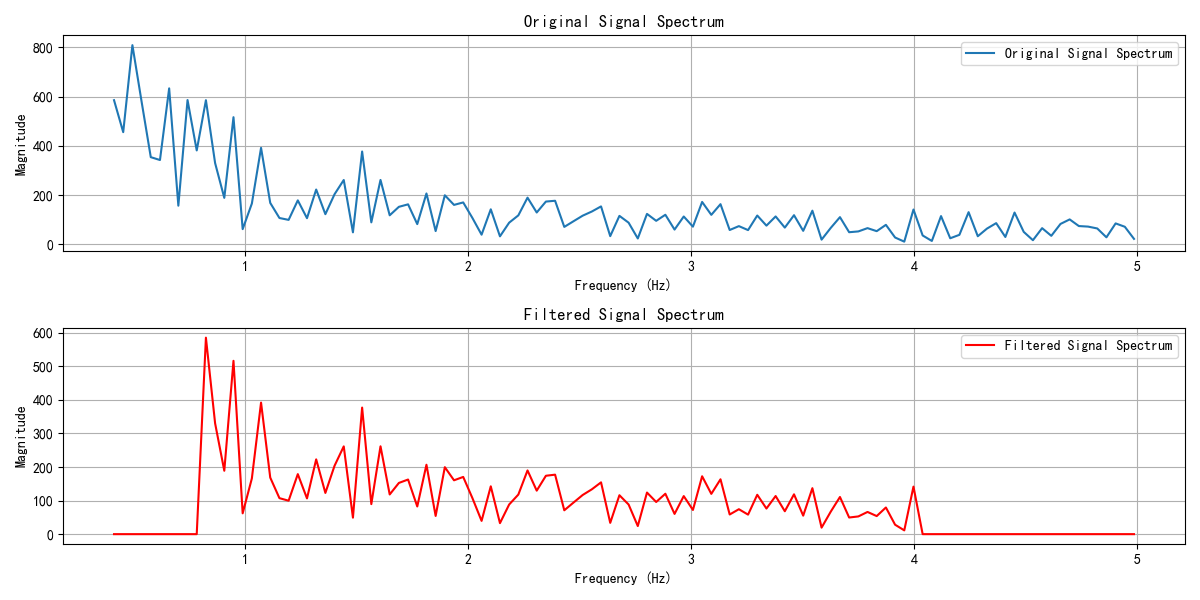 Original Signal Spectrum
800
600
400
200
0
Magnitude
Original Signal Spectrum
1 2 3 4 5
Frequency (Hz)
Filtered Signal Spectrum
600
500
400
300
200
100
0
Magnitude
Filtered Signal Spectrum
1 2 3 4 5
Frequency (Hz)